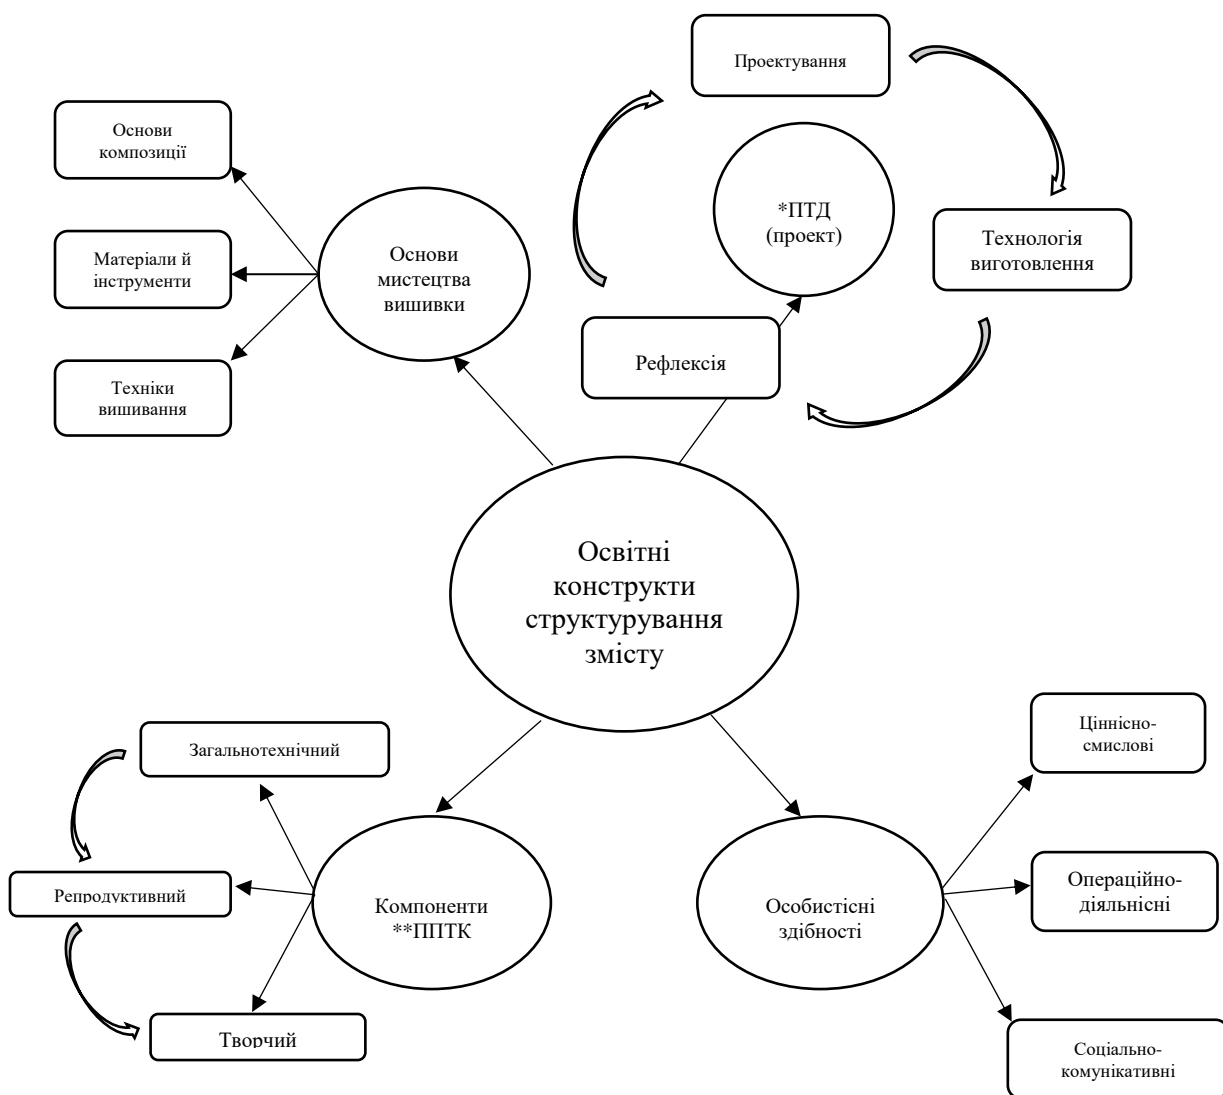 Проектування
Основи
композиції
*ПТД
(проект)
Технологія
виготовлення
Матеріали й
інструменти
Основи
мистецтва
вишивки
Рефлексія
Техніки
вишивання
Освітні
конструкти
структурування
змісту
Загальнотехнічний
Ціннісно-
смислові
Репродуктивний
Компоненти
**ППТК
Особистісні
здібності
Операційно-
діяльнісні
Творчий
Соціально-
комунікативні